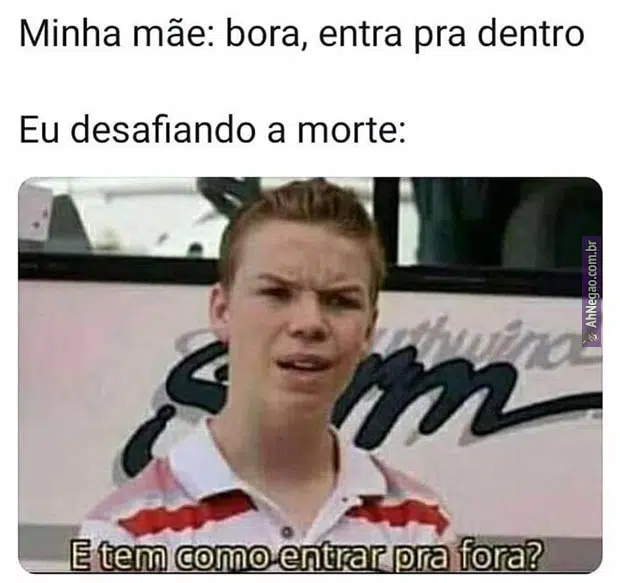 Minha mãe: bora, entra pra dentro
Eu desafiando a morte:
AhNegao.com.br
E tem como entrar pra fora?